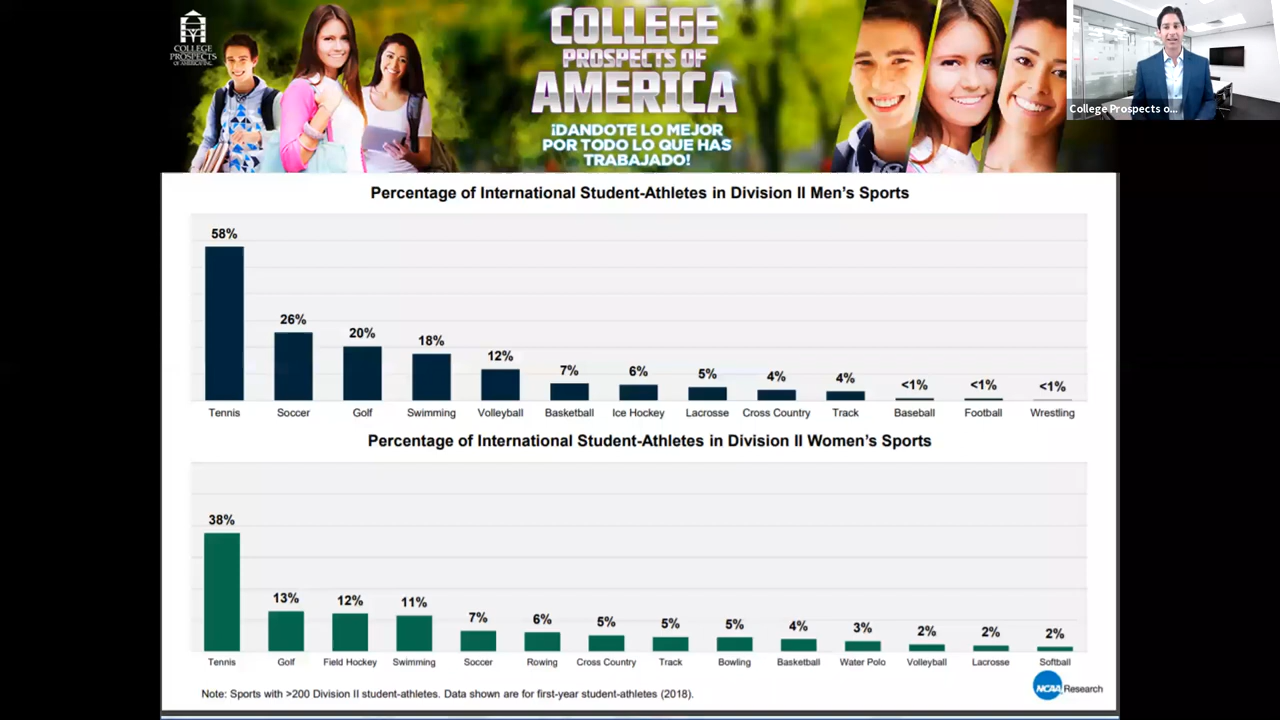 COLLEGE
PROSPECTS
OF AMERICA INC.
COLLEGE
PROSPECTS OF
AMERICA
¡DANDOTE LO MEJOR
POR TODO LO QUE HAS
TRABAJADO!
College Prospects o...
Percentage of International Student-Athletes in Division II Men's Sports
58%
26%
20%
18%
12%
7%
6%
5%
4%
4%
<1%
<1%
<1%
Tennis
Soccer
Golf
Swimming
Volleyball
Basketball
Ice Hockey
Lacrosse
Cross Country
Track
Baseball
Football
Wrestling
Percentage of International Student-Athletes in Division II Women's Sports
38%
13%
12%
11%
7%
6%
5%
5%
5%
4%
3%
2%
2%
2%
Tennis
Golf
Field Hockey
Swimming
Soccer
Rowing
Cross Country
Track
Bowling
Basketball
Water Polo
Volleyball
Lacrosse
Softball
Note: Sports with >200 Division II student-athletes. Data shown are for first-year student-athletes (2018).
NCAA Research